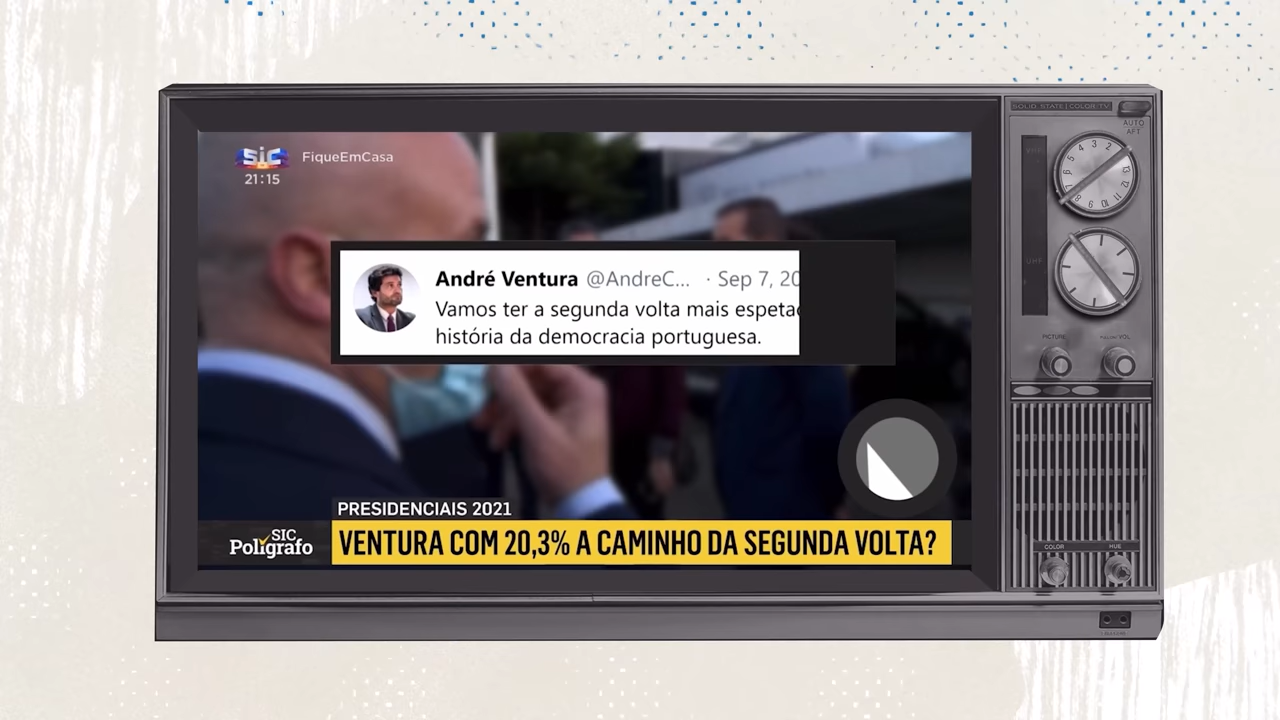 SOLID STATE | COLOR TV
AUTO
AFT
SIC
FiqueEmCasa
21:15
André Ventura @AndreC... · Sep 7, 20
Vamos ter a segunda volta mais espetac
história da democracia portuguesa.
PICTURE
VOL
PRESIDENCIAIS 2021
SIC
Polígrafo
VENTURA COM 20,3% A CAMINHO DA SEGUNDA VOLTA?
COLOR
HUE